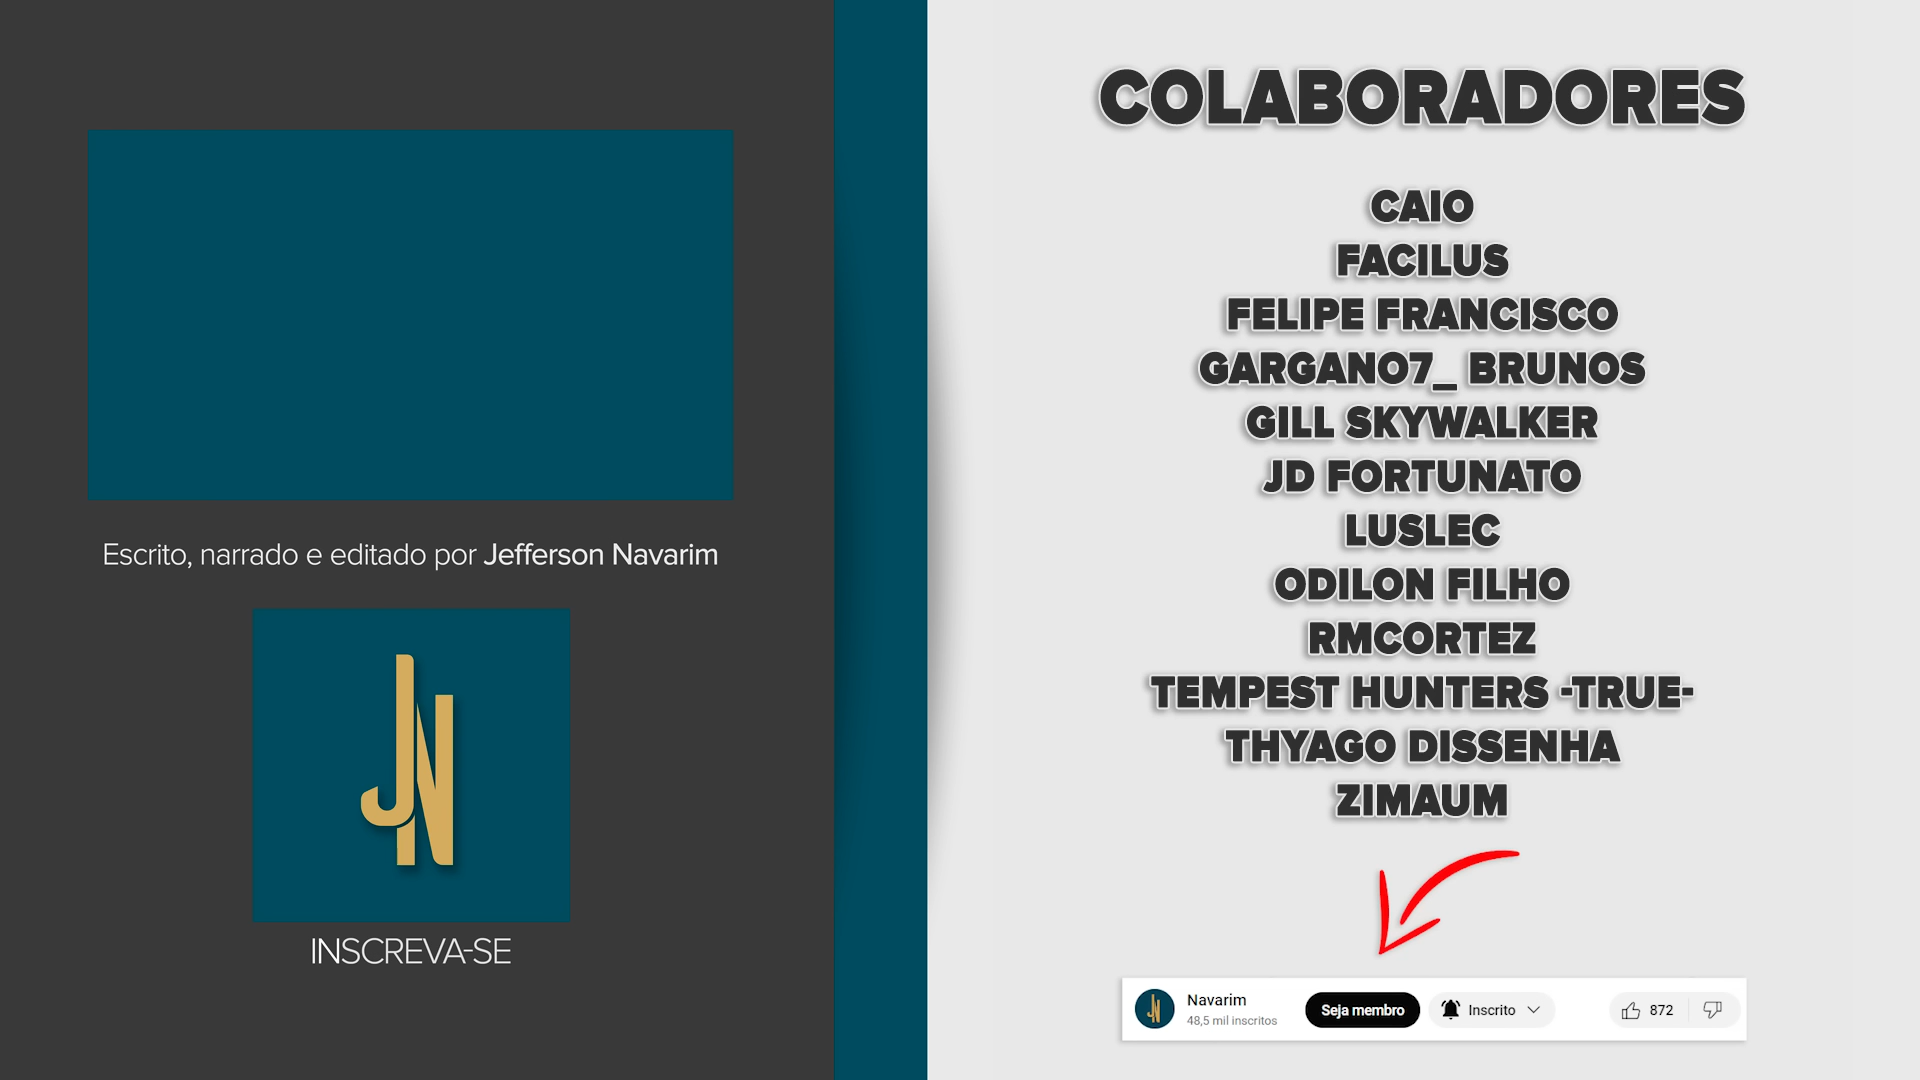 Escrito, narrado e editado por Jefferson Navarim
JN
INSCREVA-SE
COLABORADORES
CAIO
FACILUS
FELIPE FRANCISCO
GARGANO7_ BRUNOS
GILL SKYWALKER
JD FORTUNATO
LUSLEC
ODILON FILHO
RMCORTEZ
TEMPEST HUNTERS -TRUE-
THYAGO DISSENHA
ZIMAUM
JN
Navarim
48,5 mil inscritos
Seja membro
Inscrito
872